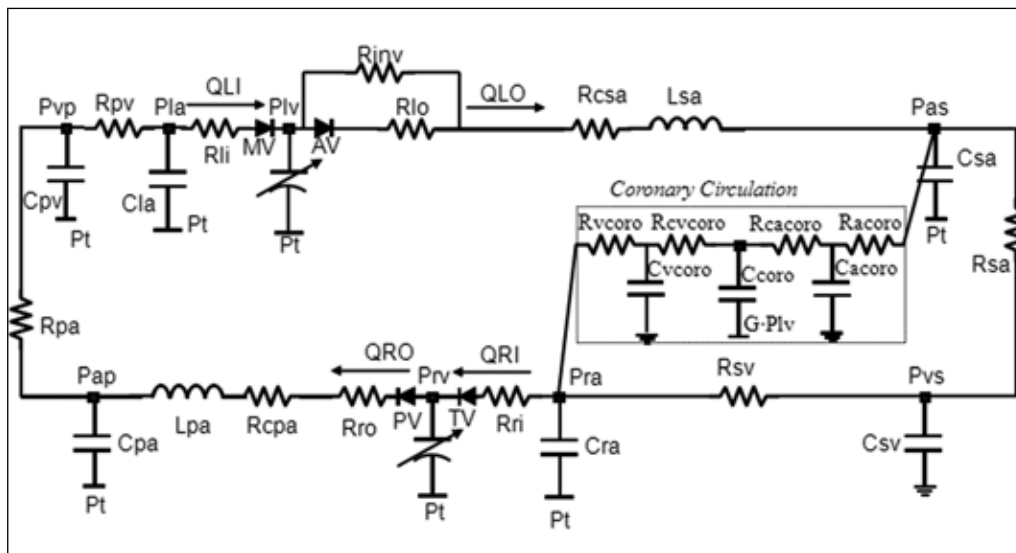 Rinv
QLI
QLO
Pvp
Rpv
Pla
Plv
Rlo
Rcsa
Lsa
Pas
Rli
MV
AV
Cpv
Cla
Csa
Pt
Pt
Pt
Pt
Coronary Circulation
Rvcoro
Rcvcoro
Rcacoro
Racoro
Cvcoro
Ccoro
Cacoro
G·Plv
Rsa
Rpa
QRO
QRI
Pap
Prv
Pra
Rsv
Pvs
Lpa
Rcpa
Rro
PV
TV
Rri
Cpa
Cra
Csv
Pt
Pt
Pt